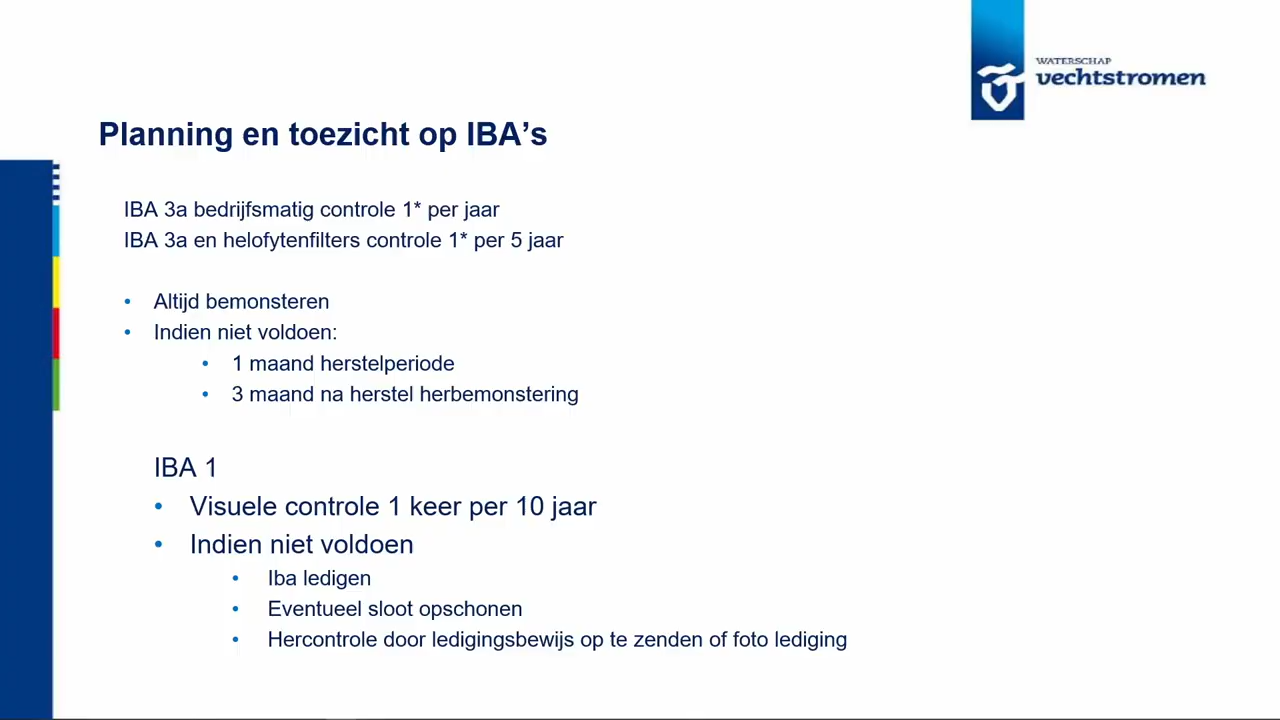 WATERSCHAP
vechtstromen
Planning en toezicht op IBA’s
IBA 3a bedrijfsmatig controle 1* per jaar
IBA 3a en helofytenfilters controle 1* per 5 jaar
• Altijd bemonsteren
• Indien niet voldoen:
• 1 maand herstelperiode
• 3 maand na herstel herbemonstering
IBA 1
• Visuele controle 1 keer per 10 jaar
• Indien niet voldoen
• Iba ledigen
• Eventueel sloot opschonen
• Hercontrole door ledigingsbewijs op te zenden of foto lediging